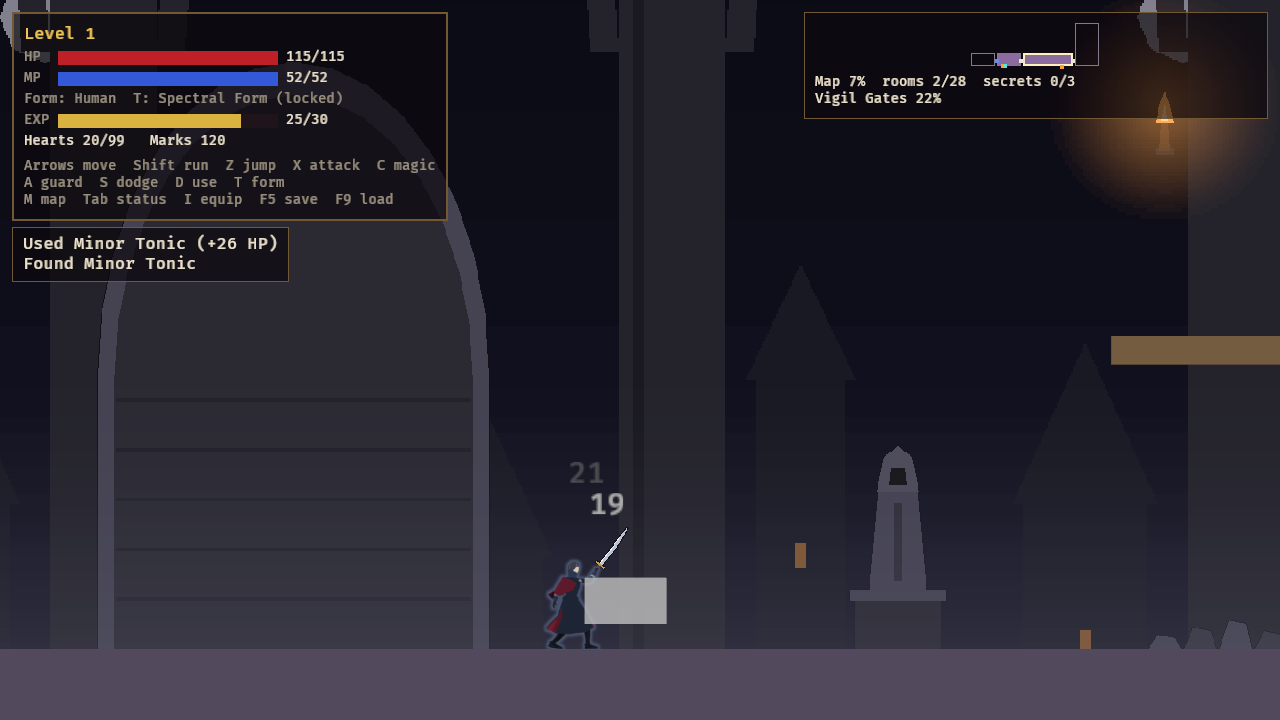 Level 1
HP 115/115
MP 52/52
Form: Human  T: Spectral Form (locked)
EXP 25/30
Hearts 20/99  Marks 120
Arrows move  Shift run  Z jump  X attack  C magic
A guard  S dodge  D use  T form
M map  Tab status  I equip  F5 save  F9 load
Used Minor Tonic (+26 HP)
Found Minor Tonic
Map 7%  rooms 2/28  secrets 0/3
Vigil Gates 22%
21
19